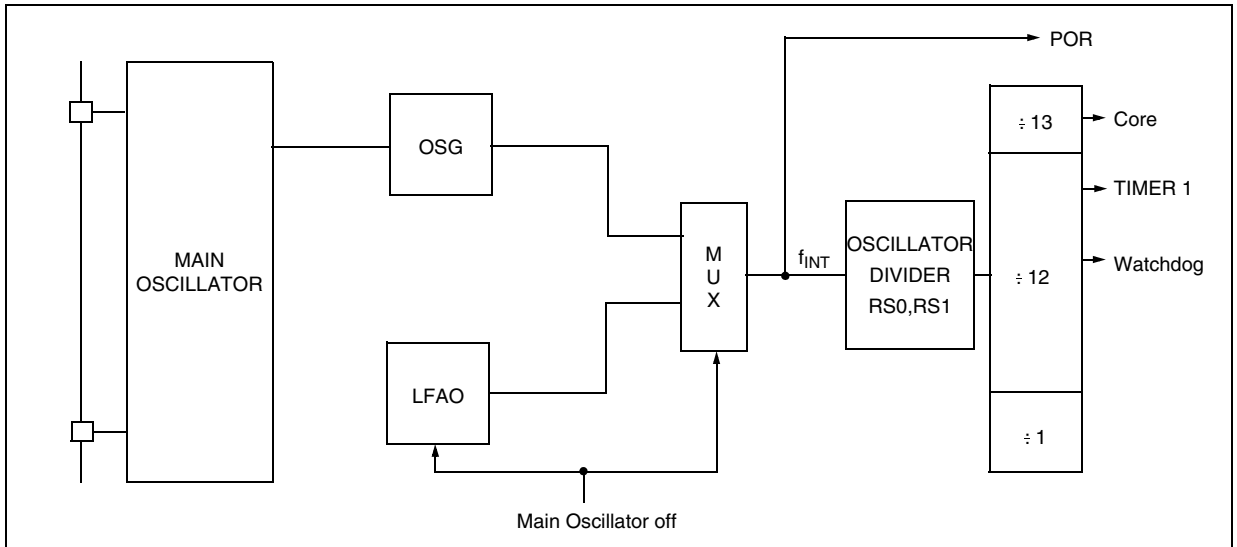 POR
÷ 13
Core
OSG
TIMER 1
MAIN
OSCILLATOR
M
U
X
fINT
OSCILLATOR
DIVIDER
RS0,RS1
÷ 12
Watchdog
LFAO
÷ 1
Main Oscillator off